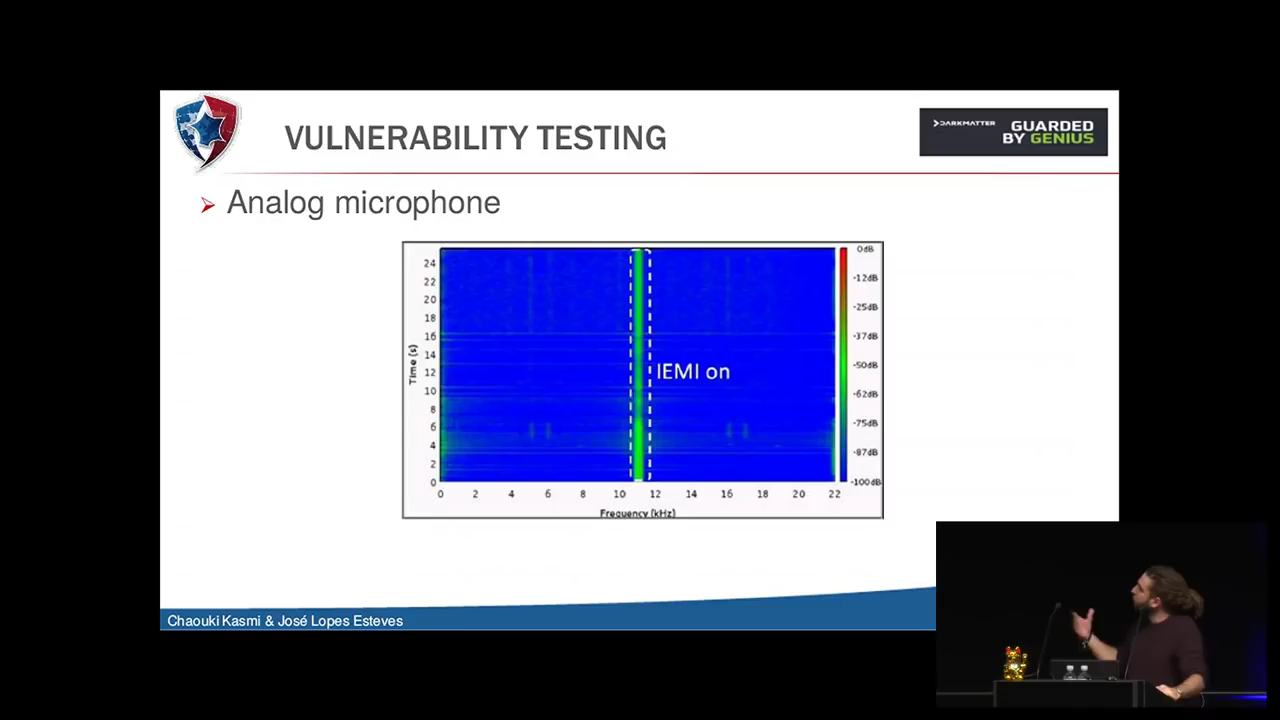 VULNERABILITY TESTING
DARKMATTER
GUARDED
BY GENIUS
Analog microphone
0dB
24
22
20
18
16
14
12
10
8
6
4
2
0
Time (s)
IEMI on
-12dB
-25dB
-37dB
-50dB
-62dB
-75dB
-87dB
-100dB
0 2 4 6 8 10 12 14 16 18 20 22
Frequency (kHz)
Chaouki Kasmi & José Lopes Esteves